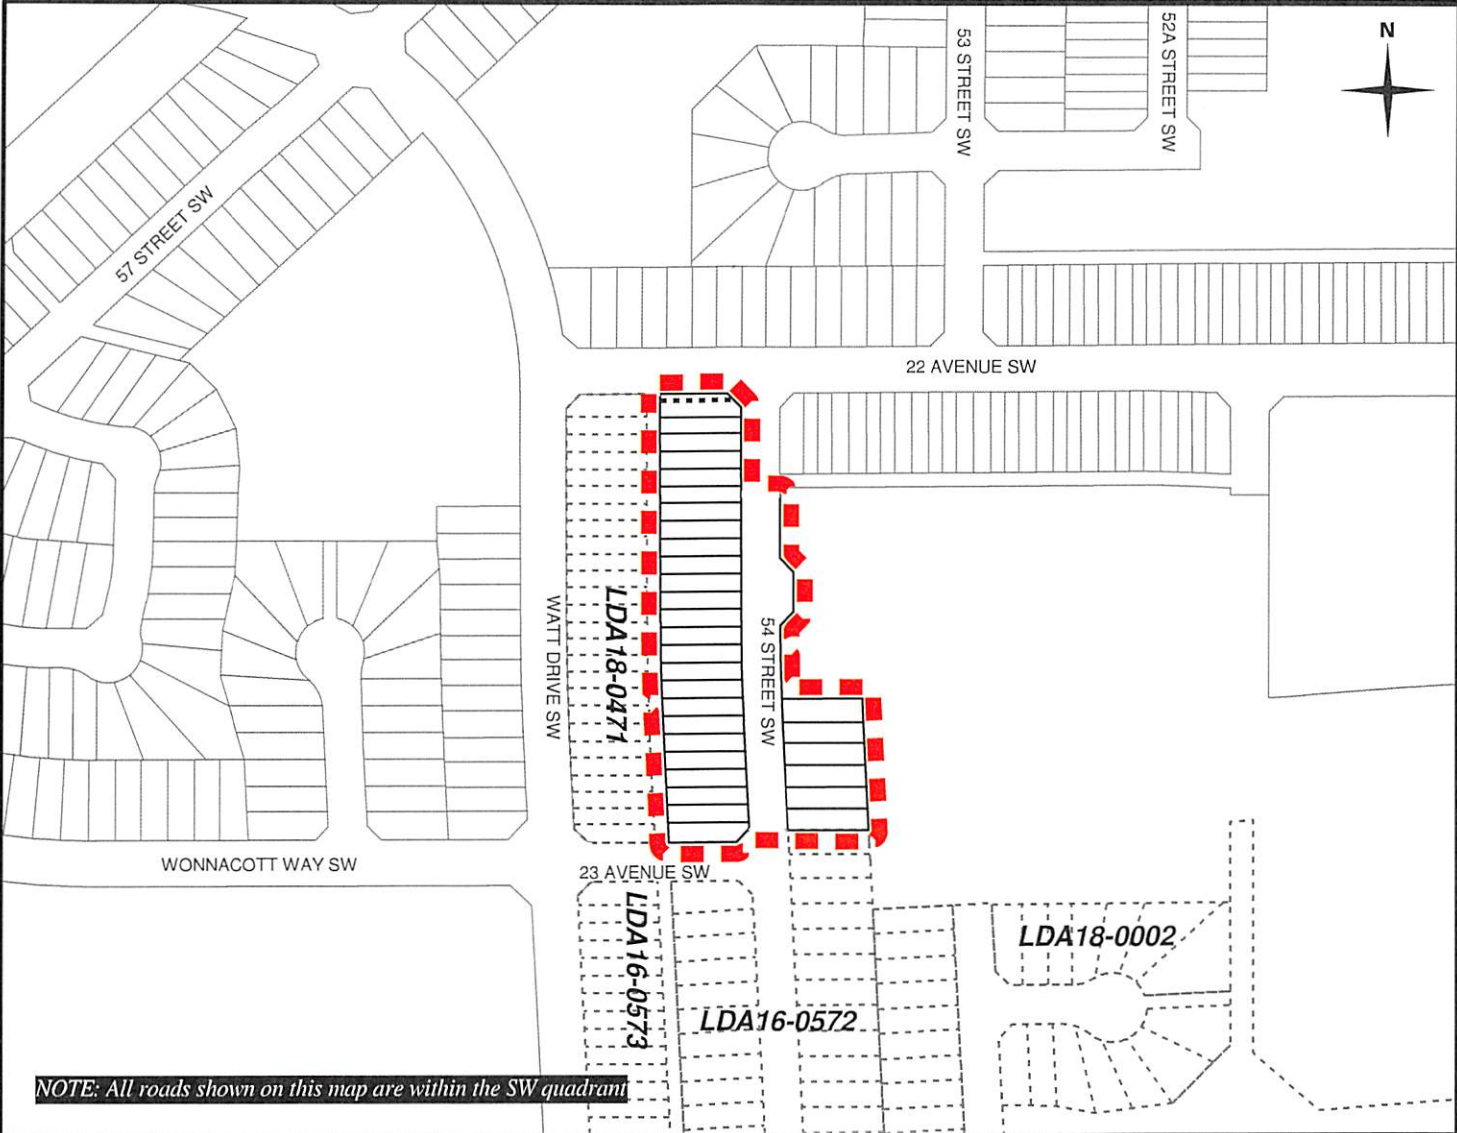 53 STREET SW
52A STREET SW
N
57 STREET SW
22 AVENUE SW
WATT DRIVE SW
LDA18-0471
54 STREET SW
WONNACOTT WAY SW
23 AVENUE SW
LDA16-0573
LDA16-0572
LDA18-0002
NOTE: All roads shown on this map are within the SW quadrant